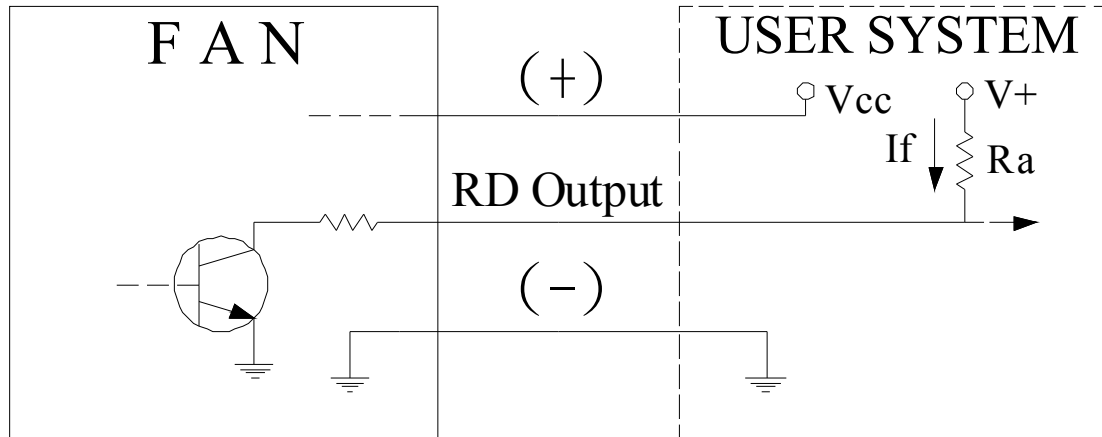 F A N
USER SYSTEM
(+)
Vcc
V+
If
Ra
RD Output
(-)